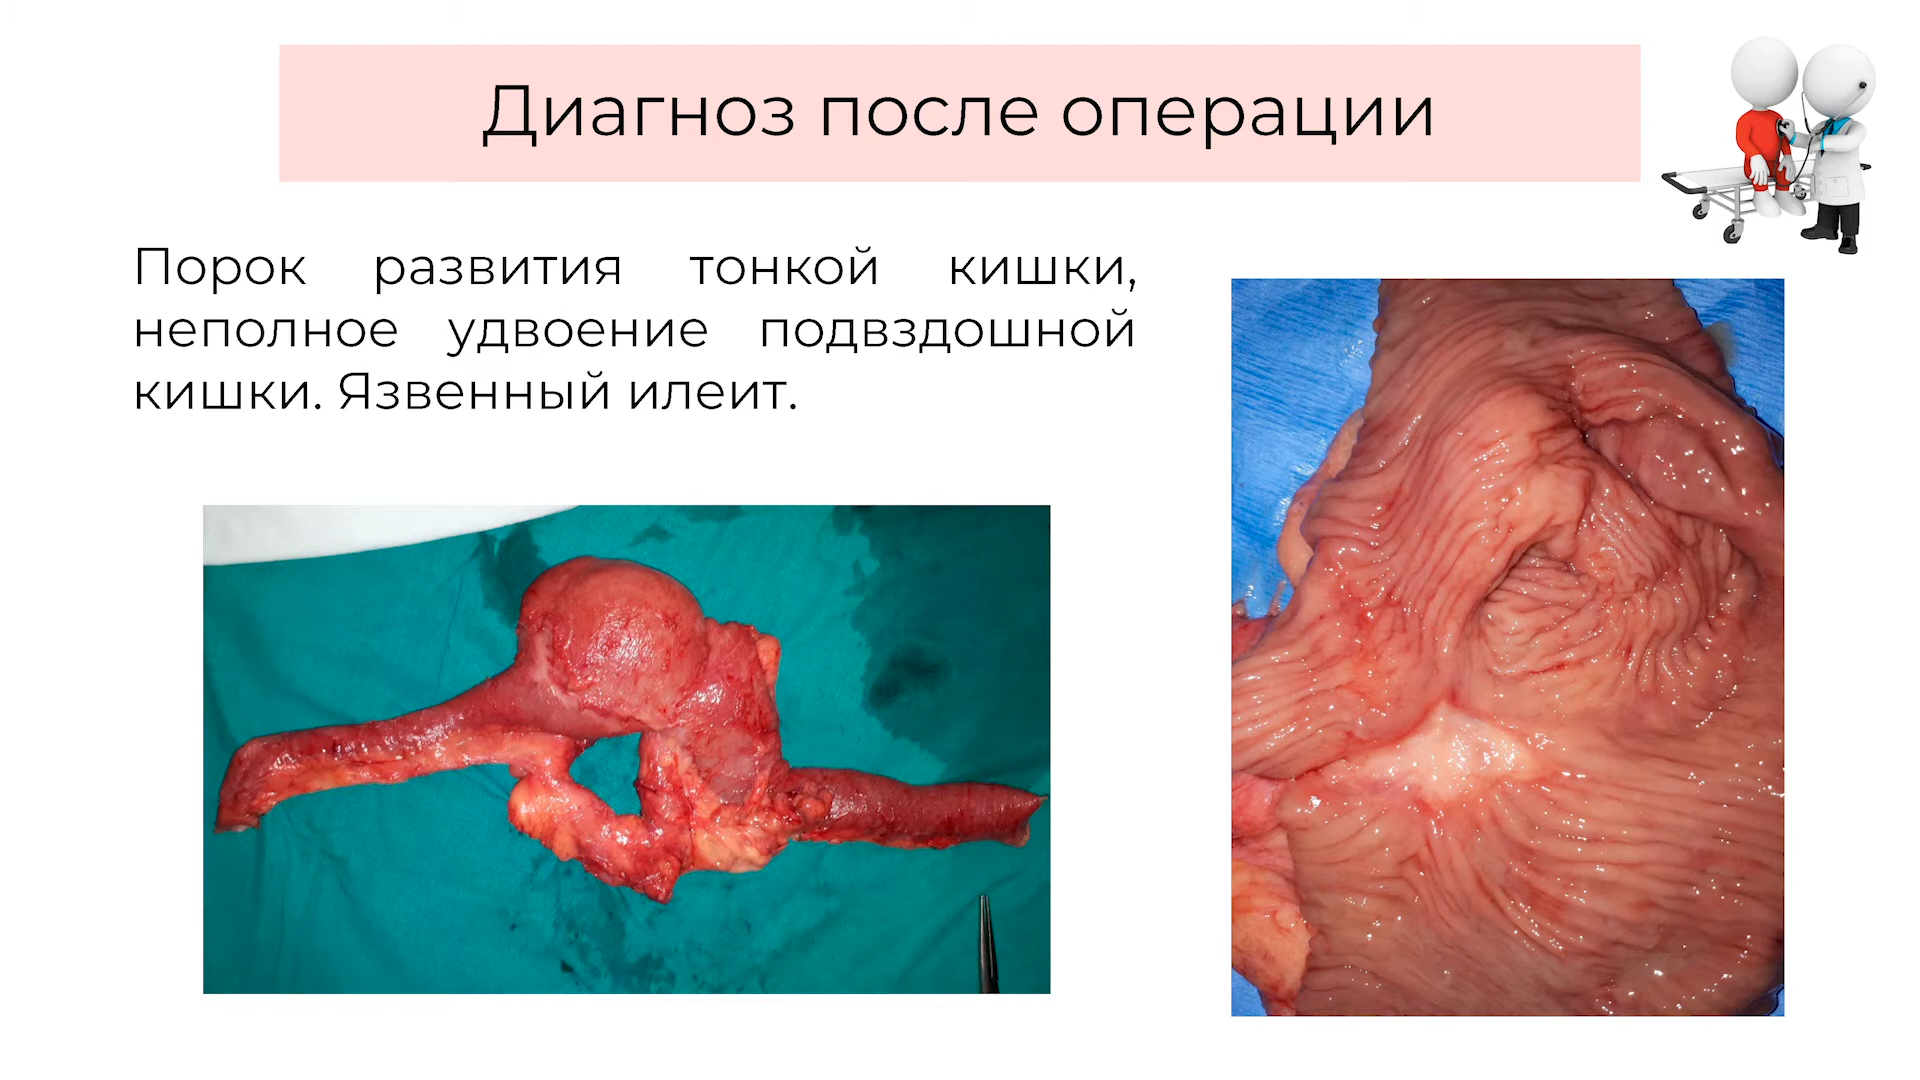 Диагноз после операции
Порок развития тонкой кишки,
неполное удвоение подвздошной
кишки. Язвенный илеит.